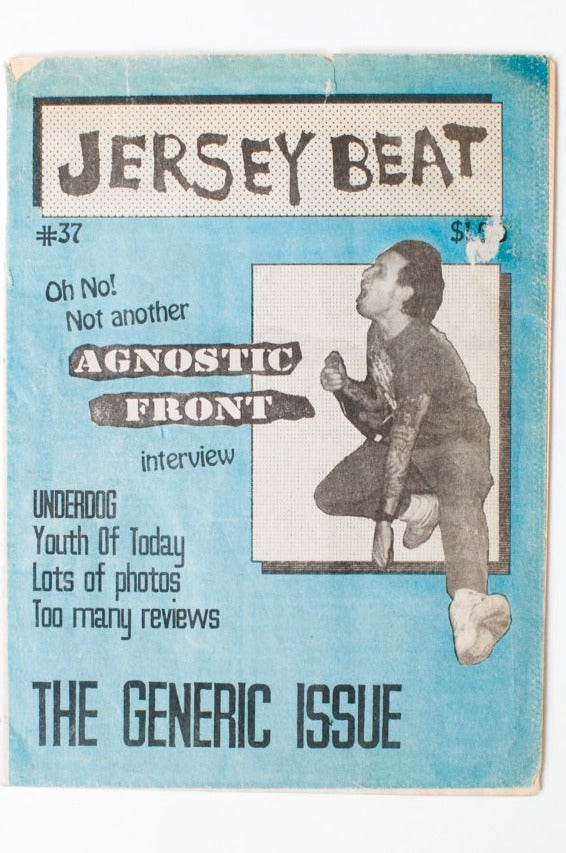 JERSEY BEAT
#37
Oh No!
Not another
AGNOSTIC
FRONT
interview
UNDERDOG
Youth Of Today
Lots of photos
Too many reviews
THE GENERIC ISSUE